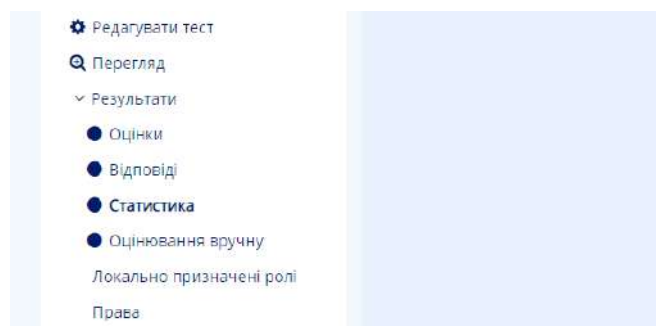 Редагувати тест
Перегляд
Результати
Оцінки
Відповіді
Статистика
Оцінювання вручну
Локально призначені ролі
Права